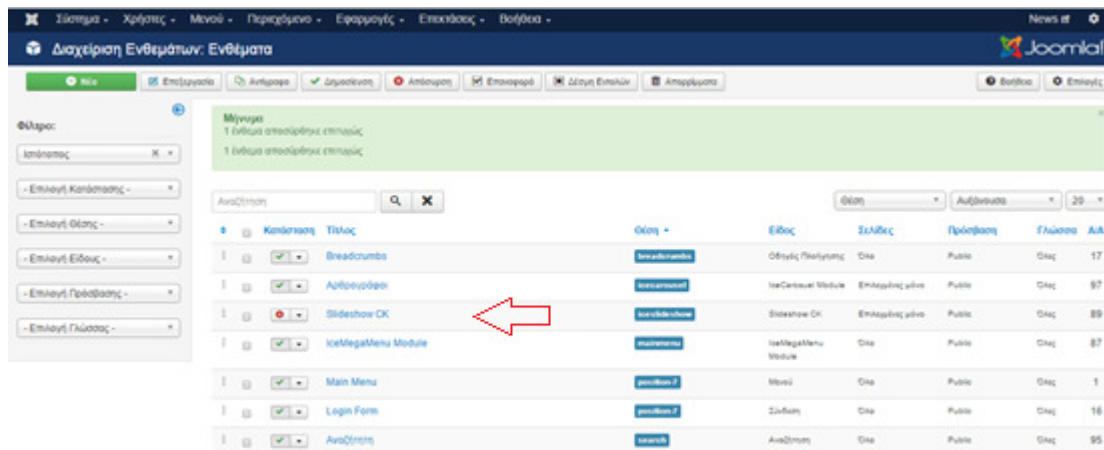 Σύστημα Χρήστες Μενού Περιεχόμενο Εφαρμογές Επεκτάσεις Βοήθεια News et
Διαχείριση Ενθεμάτων: Ενθέματα Joomla!
Νέο Επεξεργασία Αντίγραφο Δημοσίευση Απόσυρση Επαναφορά Δέσμη Εντολών Απορρίμματα Βοήθεια Επιλογές
Φίλτρο:
Ιστότοπος
- Επιλογή Κατάστασης -
- Επιλογή Θέσης -
- Επιλογή Είδους -
- Επιλογή Πρόσβασης -
- Επιλογή Γλώσσας -
Μήνυμα
1 ένθεμα αποσύρθηκε επιτυχώς
1 ένθεμα αποσύρθηκε επιτυχώς
Αναζήτηση Θέση Αύξουσα 20
Κατάσταση Τίτλος Θέση Είδος Σελίδες Πρόσβαση Γλώσσα Α/Α
Breadcrumbs breadcrumbs Οδηγός Πλοήγησης Όλα Public Όλες 17
Αρθρογράφοι icecarousel IceCarousel Module Επιλεγμένες μόνο Public Όλες 97
Slideshow CK iceslideshow Slideshow CK Επιλεγμένες μόνο Public Όλες 89
IceMegaMenu Module mainmenu IceMegaMenu Module Όλα Public Όλες 87
Main Menu position-7 Μενού Όλα Public Όλες 1
Login Form position-7 Σύνδεση Όλα Public Όλες 16
Αναζήτηση search Αναζήτηση Όλα Public Όλες 95